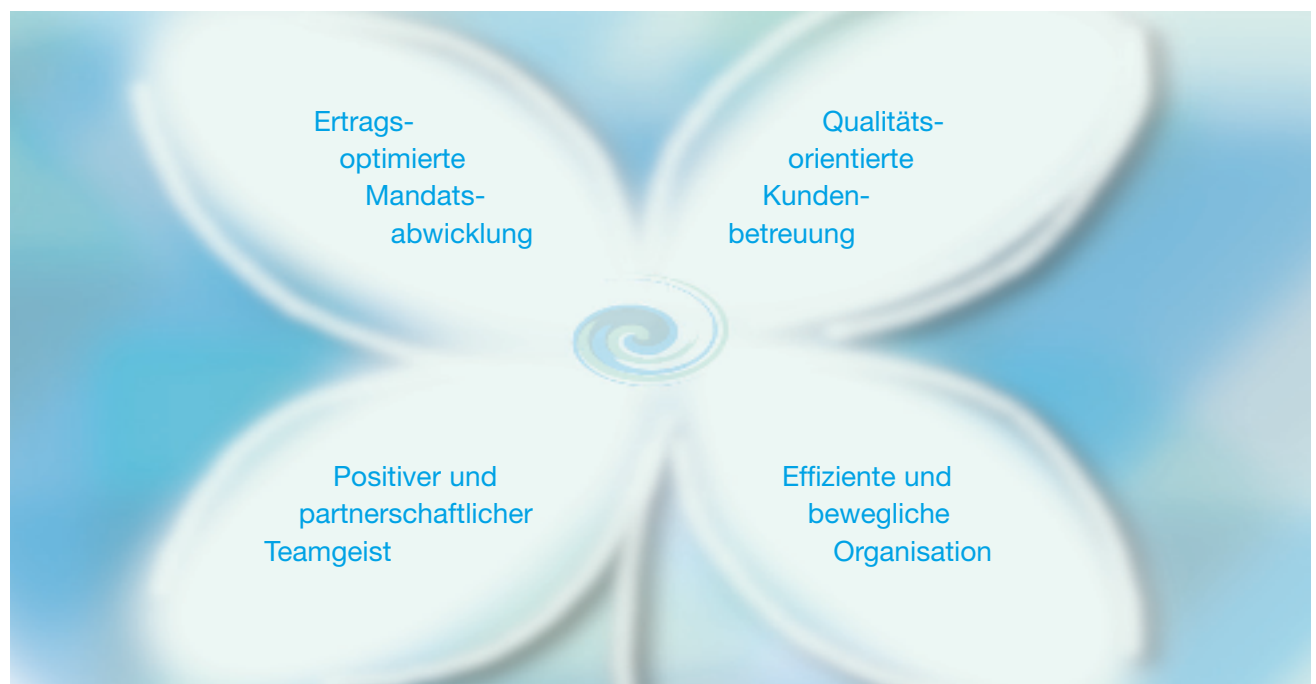 Ertrags-
optimierte
Mandats-
abwicklung
Qualitäts-
orientierte
Kunden-
betreuung
Positiver und
partnerschaftlicher
Teamgeist
Effiziente und
bewegliche
Organisation